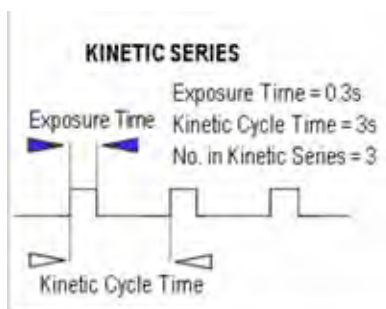 KINETIC SERIES
Exposure Time = 0.3s
Exposure Time
Kinetic Cycle Time = 3s
No. in Kinetic Series = 3
Kinetic Cycle Time